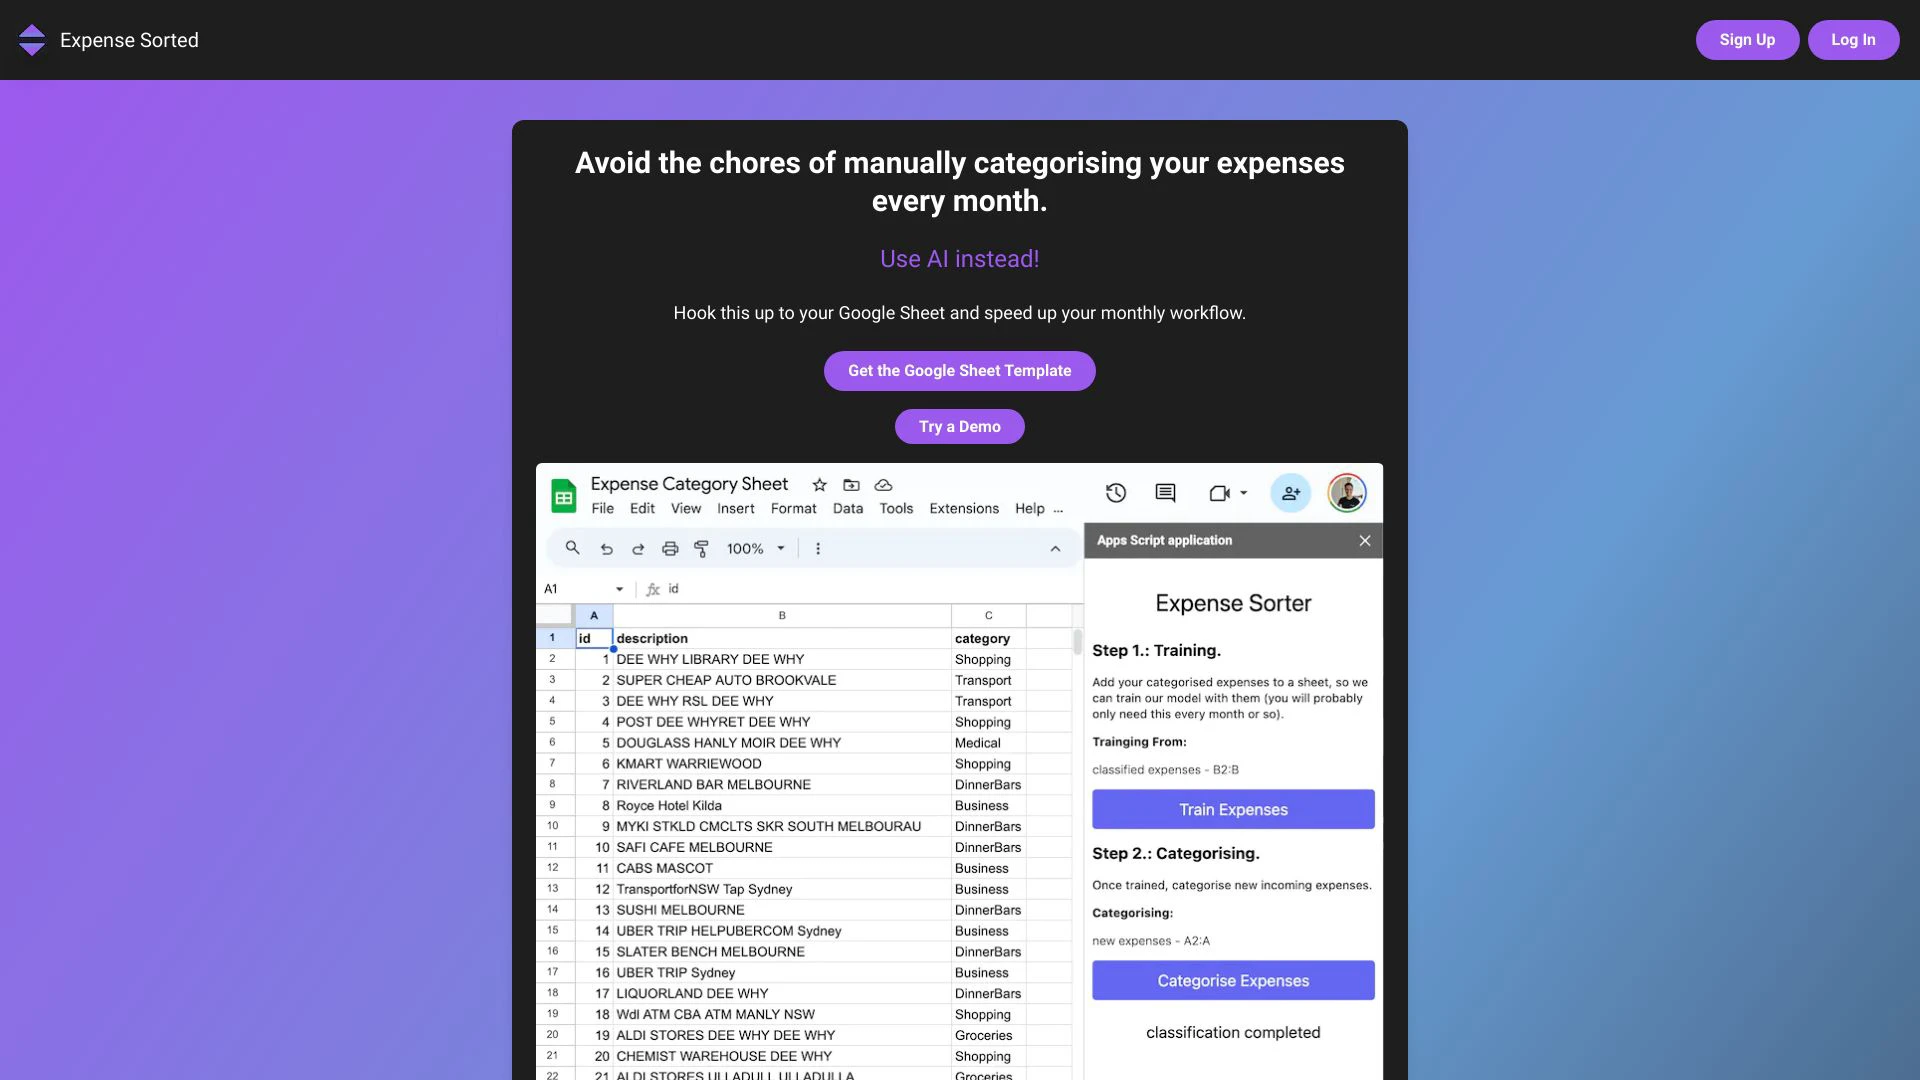 Expense Sorted
Sign Up
Log In
Avoid the chores of manually categorising your expenses
every month.
Use AI instead!
Hook this up to your Google Sheet and speed up your monthly workflow.
Get the Google Sheet Template
Try a Demo
Expense Category Sheet
File Edit View Insert Format Data Tools Extensions Help ...
100%
A1 fx id
A B C
1 id description category
2 1 DEE WHY LIBRARY DEE WHY Shopping
3 2 SUPER CHEAP AUTO BROOKVALE Transport
4 3 DEE WHY RSL DEE WHY Transport
5 4 POST DEE WHYRET DEE WHY Shopping
6 5 DOUGLASS HANLY MOIR DEE WHY Medical
7 6 KMART WARRIEWOOD Shopping
8 7 RIVERLAND BAR MELBOURNE DinnerBars
9 8 Royce Hotel Kilda Business
10 9 MYKI STKLD CMCLTS SKR SOUTH MELBOURAU DinnerBars
11 10 SAFI CAFE MELBOURNE DinnerBars
12 11 CABS MASCOT Business
13 12 TransportforNSW Tap Sydney Business
14 13 SUSHI MELBOURNE DinnerBars
15 14 UBER TRIP HELPUBERCOM Sydney Business
16 15 SLATER BENCH MELBOURNE DinnerBars
17 16 UBER TRIP Sydney Business
18 17 LIQUORLAND DEE WHY DinnerBars
19 18 Wdl ATM CBA ATM MANLY NSW Shopping
20 19 ALDI STORES DEE WHY DEE WHY Groceries
21 20 CHEMIST WAREHOUSE DEE WHY Shopping
22 21 ALDI STORES ULLADULL ULLADULLA Groceries
Apps Script application
Expense Sorter
Step 1.: Training.
Add your categorised expenses to a sheet, so we
can train our model with them (you will probably
only need this every month or so).
Trainging From:
classified expenses - B2:B
Train Expenses
Step 2.: Categorising.
Once trained, categorise new incoming expenses.
Categorising:
new expenses - A2:A
Categorise Expenses
classification completed